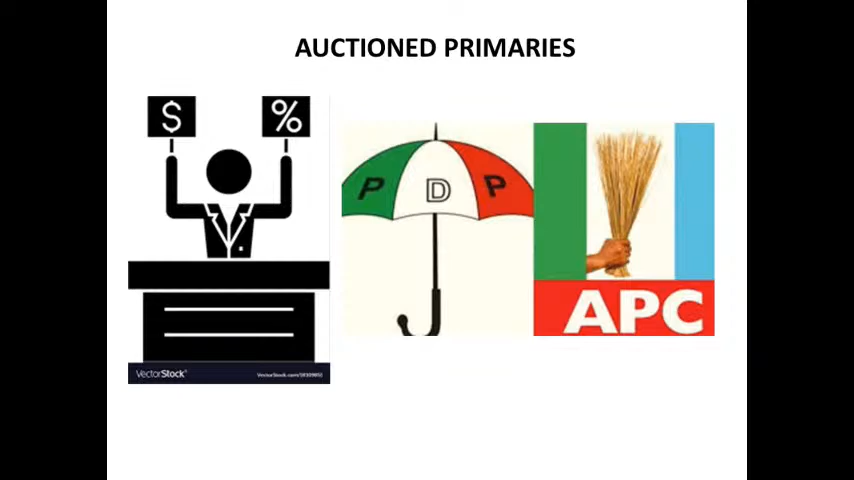 AUCTIONED PRIMARIES
$ %
P D P
APC
VectorStock®